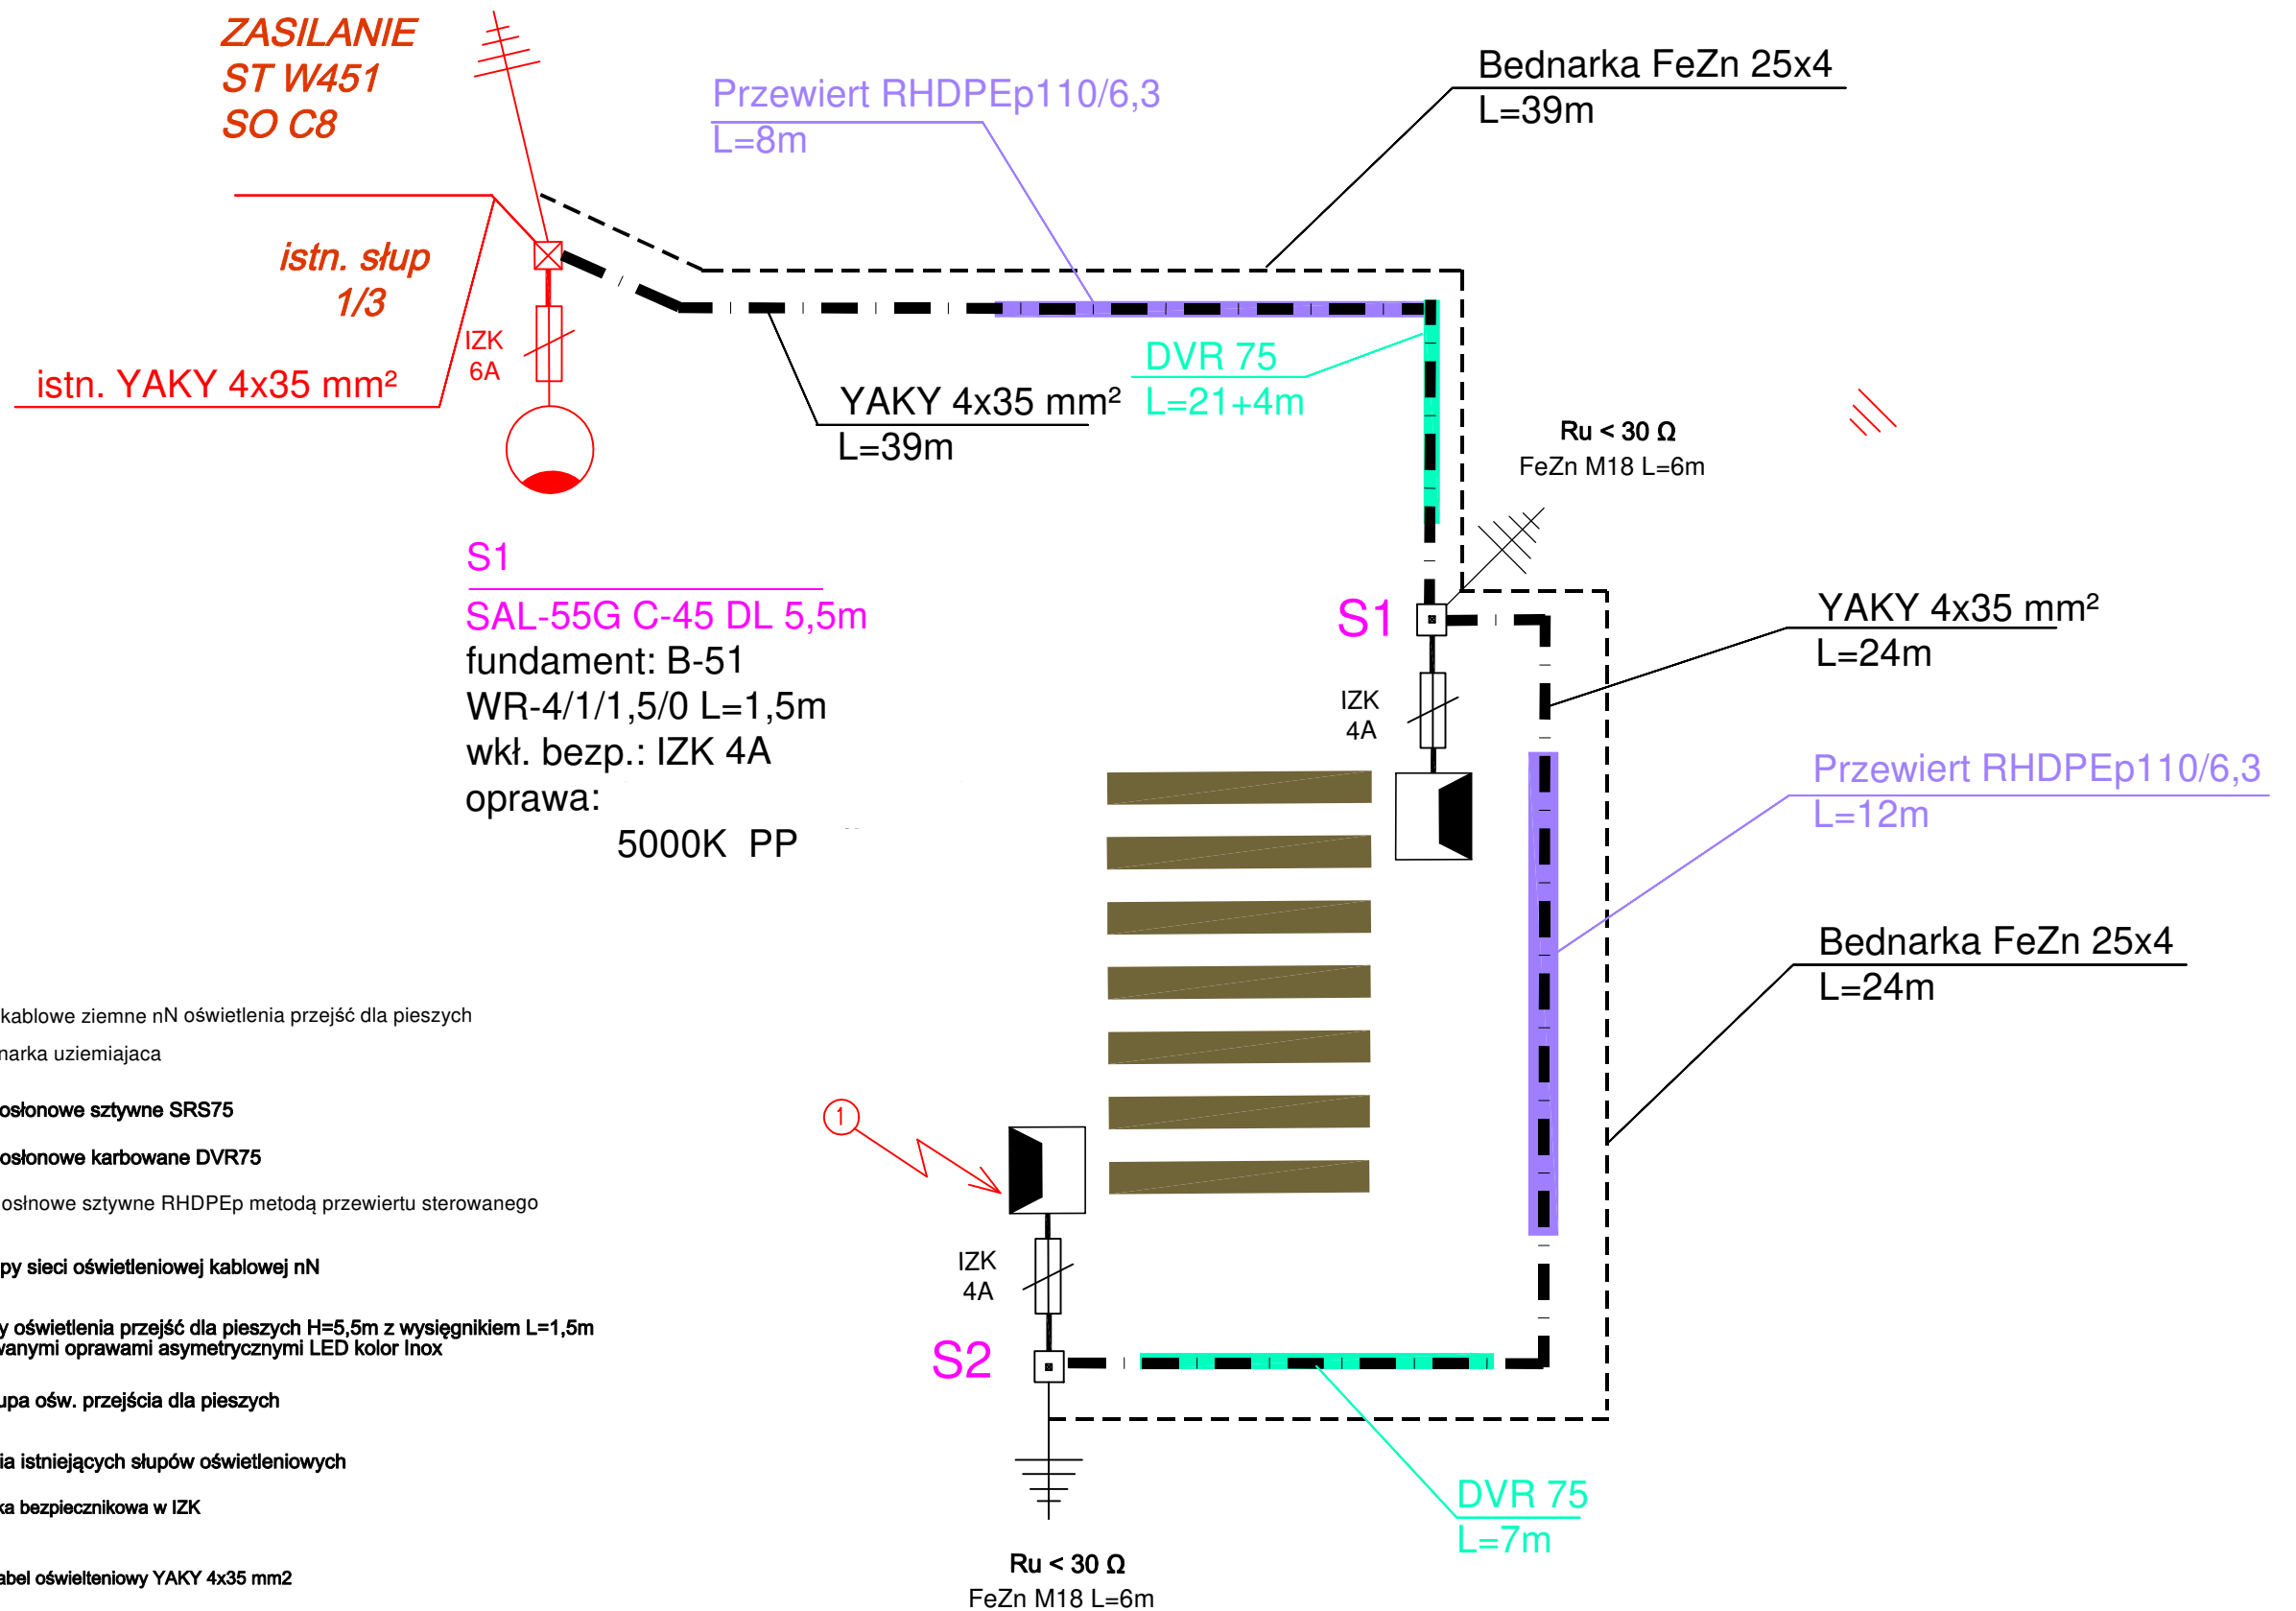 ZASILANIE
ST W451
SO C8
Przewiert RHDPEp110/6,3
L=8m
Bednarka FeZn 25x4
L=39m
istn. słup
1/3
IZK
6A
istn. YAKY 4x35 mm²
YAKY 4x35 mm²
L=39m
DVR 75
L=21+4m
Ru < 30 Ω
FeZn M18 L=6m
S1
SAL-55G C-45 DL 5,5m
fundament: B-51
WR-4/1/1,5/0 L=1,5m
wkł. bezp.: IZK 4A
oprawa:
5000K PP
S1
IZK
4A
YAKY 4x35 mm²
L=24m
Przewiert RHDPEp110/6,3
L=12m
Bednarka FeZn 25x4
L=24m
kablowe ziemne nN oświetlenia przejść dla pieszych
narka uziemiajaca
osłonowe sztywne SRS75
osłonowe karbowane DVR75
osłnowe sztywne RHDPEp metodą przewiertu sterowanego
py sieci oświetleniowej kablowej nN
y oświetlenia przejść dla pieszych H=5,5m z wysięgnikiem L=1,5m
wanymi oprawami asymetrycznymi LED kolor Inox
upa ośw. przejścia dla pieszych
ia istniejących słupów oświetleniowych
ka bezpiecznikowa w IZK
abel oświelteniowy YAKY 4x35 mm2
1
IZK
4A
S2
DVR 75
L=7m
Ru < 30 Ω
FeZn M18 L=6m